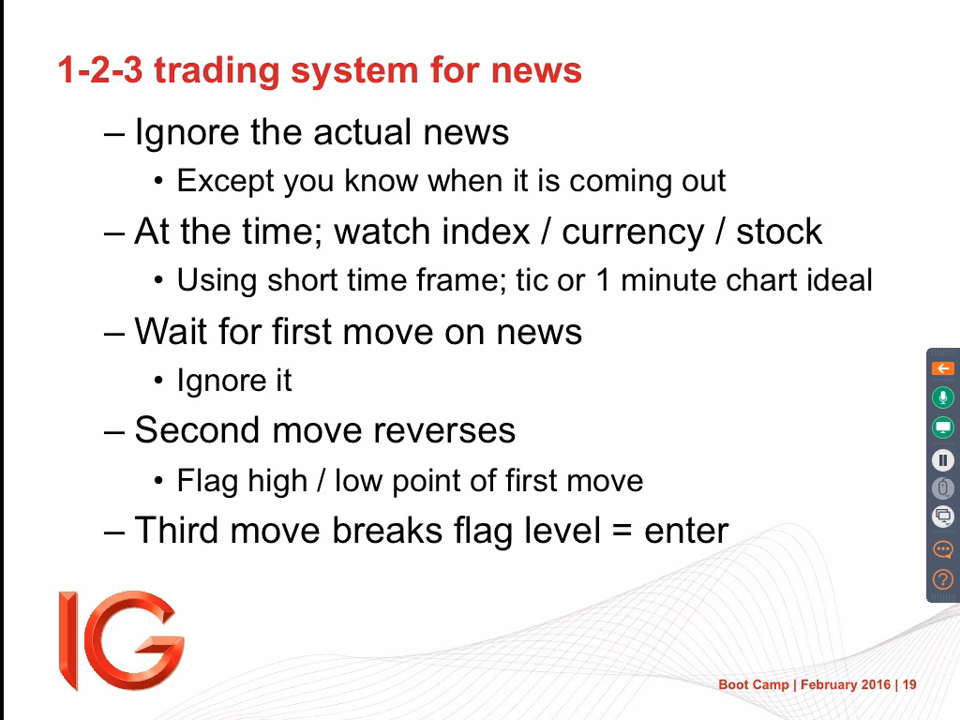 1-2-3 trading system for news
– Ignore the actual news
• Except you know when it is coming out
– At the time; watch index / currency / stock
• Using short time frame; tic or 1 minute chart ideal
– Wait for first move on news
• Ignore it
– Second move reverses
• Flag high / low point of first move
– Third move breaks flag level = enter
IG
Boot Camp | February 2016 | 19